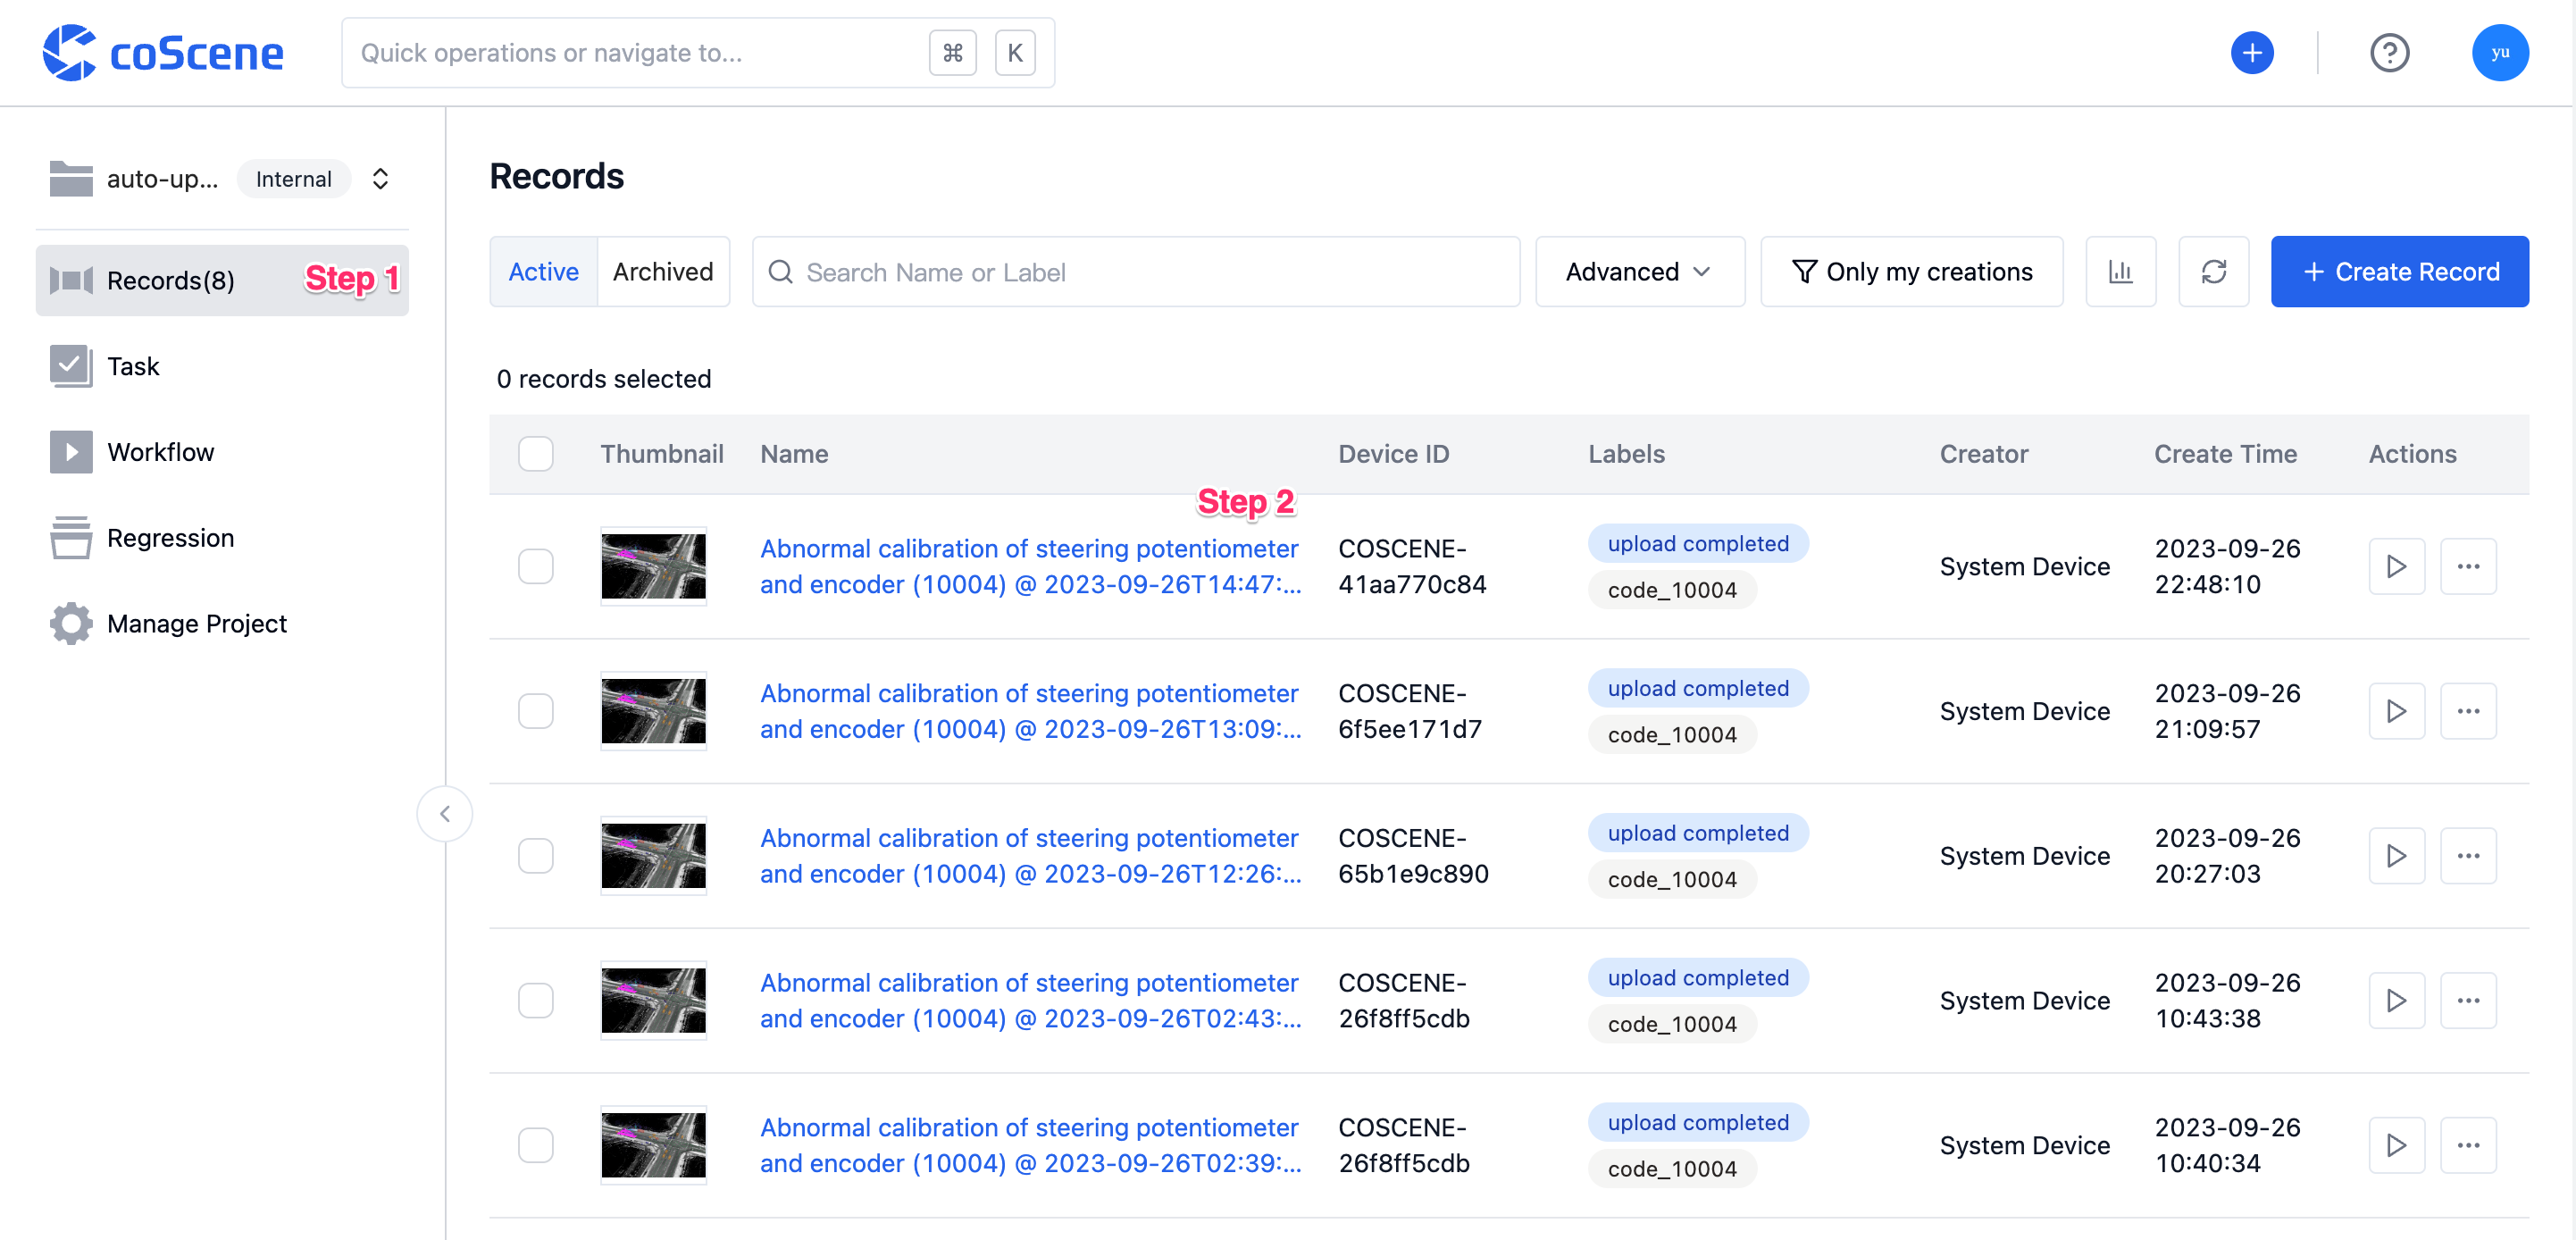 coScene
Quick operations or navigate to...
⌘ K
yu
auto-up... Internal
Records(8) Step 1
Task
Workflow
Regression
Manage Project
Records
Active Archived Search Name or Label Advanced Only my creations + Create Record
0 records selected
Thumbnail Name Device ID Labels Creator Create Time Actions
Step 2
Abnormal calibration of steering potentiometer
and encoder (10004) @ 2023-09-26T14:47:...
COSCENE-
41aa770c84
upload completed
code_10004
System Device
2023-09-26
22:48:10
Abnormal calibration of steering potentiometer
and encoder (10004) @ 2023-09-26T13:09:...
COSCENE-
6f5ee171d7
upload completed
code_10004
System Device
2023-09-26
21:09:57
Abnormal calibration of steering potentiometer
and encoder (10004) @ 2023-09-26T12:26:...
COSCENE-
65b1e9c890
upload completed
code_10004
System Device
2023-09-26
20:27:03
Abnormal calibration of steering potentiometer
and encoder (10004) @ 2023-09-26T02:43:...
COSCENE-
26f8ff5cdb
upload completed
code_10004
System Device
2023-09-26
10:43:38
Abnormal calibration of steering potentiometer
and encoder (10004) @ 2023-09-26T02:39:...
COSCENE-
26f8ff5cdb
upload completed
code_10004
System Device
2023-09-26
10:40:34